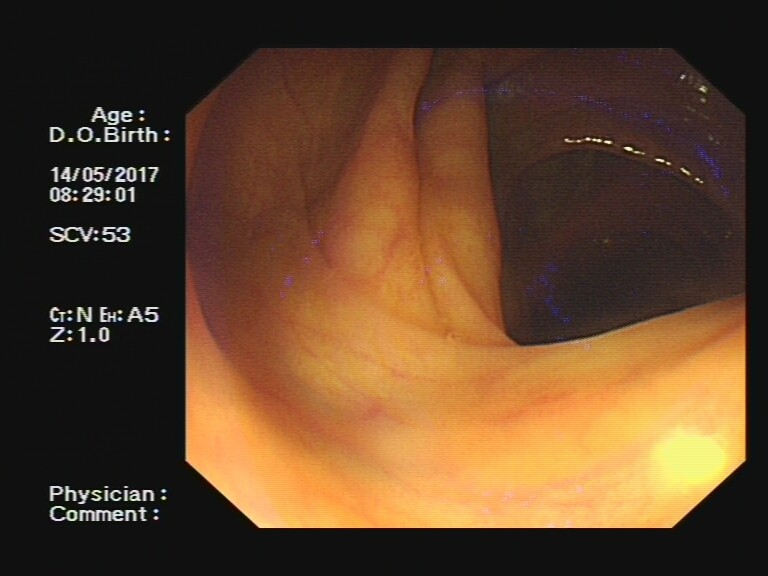 Age:
D.O.Birth:
14/05/2017
08:29:01
SCV:53
CT:N EH:A5
Z:1.0
Physician:
Comment: